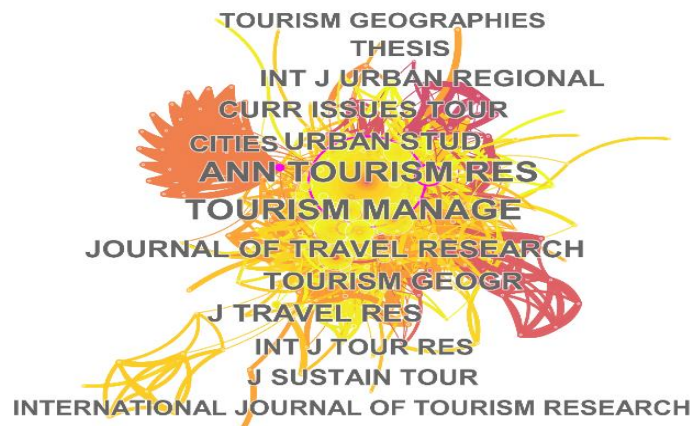 TOURISM GEOGRAPHIES
THESIS
INT J URBAN REGIONAL
CURR ISSUES TOUR
CITIES URBAN STUD
ANN TOURISM RES
TOURISM MANAGE
JOURNAL OF TRAVEL RESEARCH
TOURISM GEOGR
J TRAVEL RES
INT J TOUR RES
J SUSTAIN TOUR
INTERNATIONAL JOURNAL OF TOURISM RESEARCH